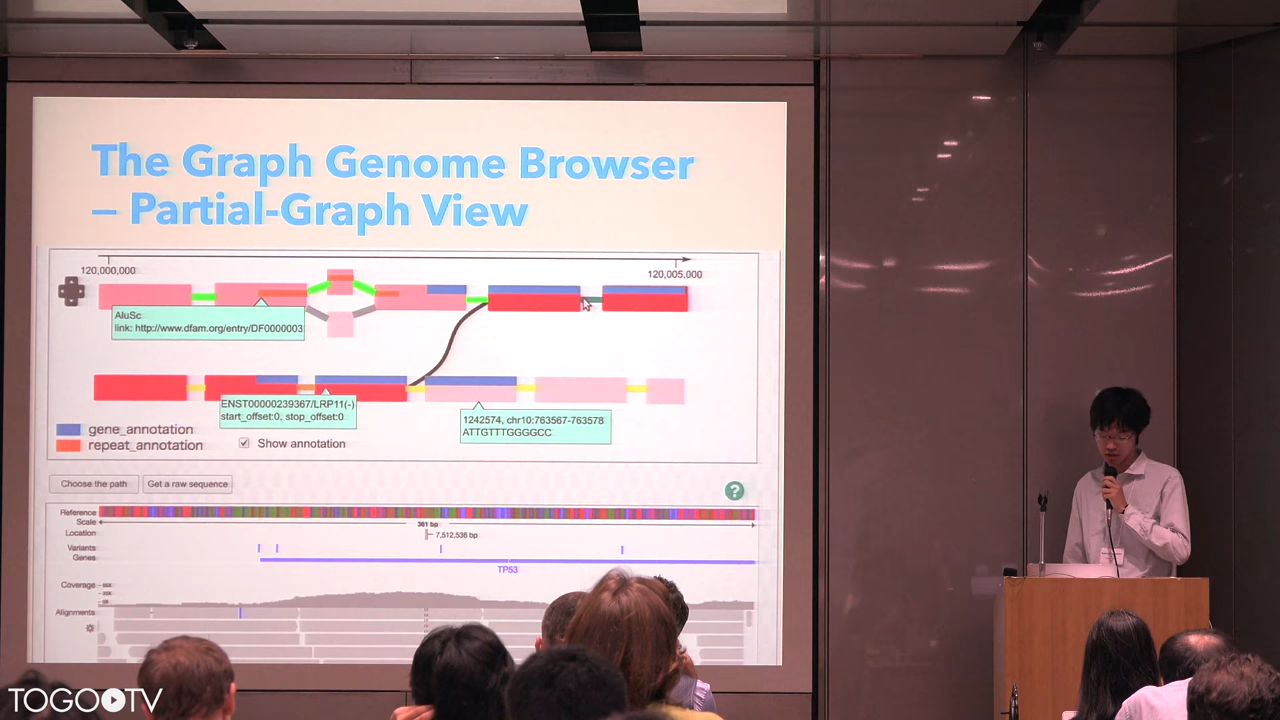 The Graph Genome Browser
– Partial-Graph View
120,000,000
120,005,000
AluSc
link: http://www.dfam.org/entry/DF0000003
ENST00000239367/LRP11(-)
start_offset:0, stop_offset:0
1242574, chr10:763567-763578
ATTGTTTGGGGCC
gene_annotation
repeat_annotation
Show annotation
Choose the path
Get a raw sequence
?
Reference
Scale
361 bp
Location
7,512,536 bp
Variants
Genes
TP53
Coverage
Alignments
TOGOTV